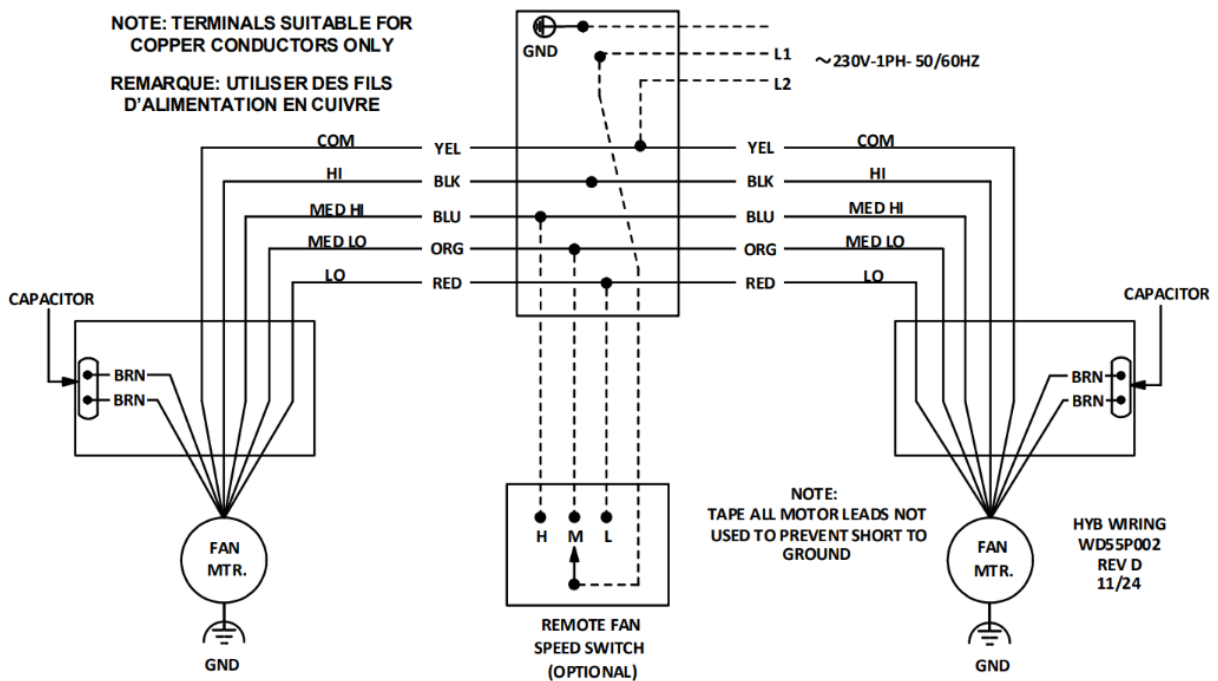 NOTE: TERMINALS SUITABLE FOR
COPPER CONDUCTORS ONLY
REMARQUE: UTILISER DES FILS
D'ALIMENTATION EN CUIVRE
GND
L1
L2
~230V-1PH- 50/60HZ
COM
YEL
YEL
COM
HI
BLK
BLK
HI
MED HI
BLU
BLU
MED HI
MED LO
ORG
ORG
MED LO
LO
RED
RED
LO
CAPACITOR
CAPACITOR
BRN
BRN
BRN
BRN
H M L
NOTE:
TAPE ALL MOTOR LEADS NOT
USED TO PREVENT SHORT TO
GROUND
HYB WIRING
WD55P002
REV D
11/24
FAN
MTR.
FAN
MTR.
GND
GND
REMOTE FAN
SPEED SWITCH
(OPTIONAL)